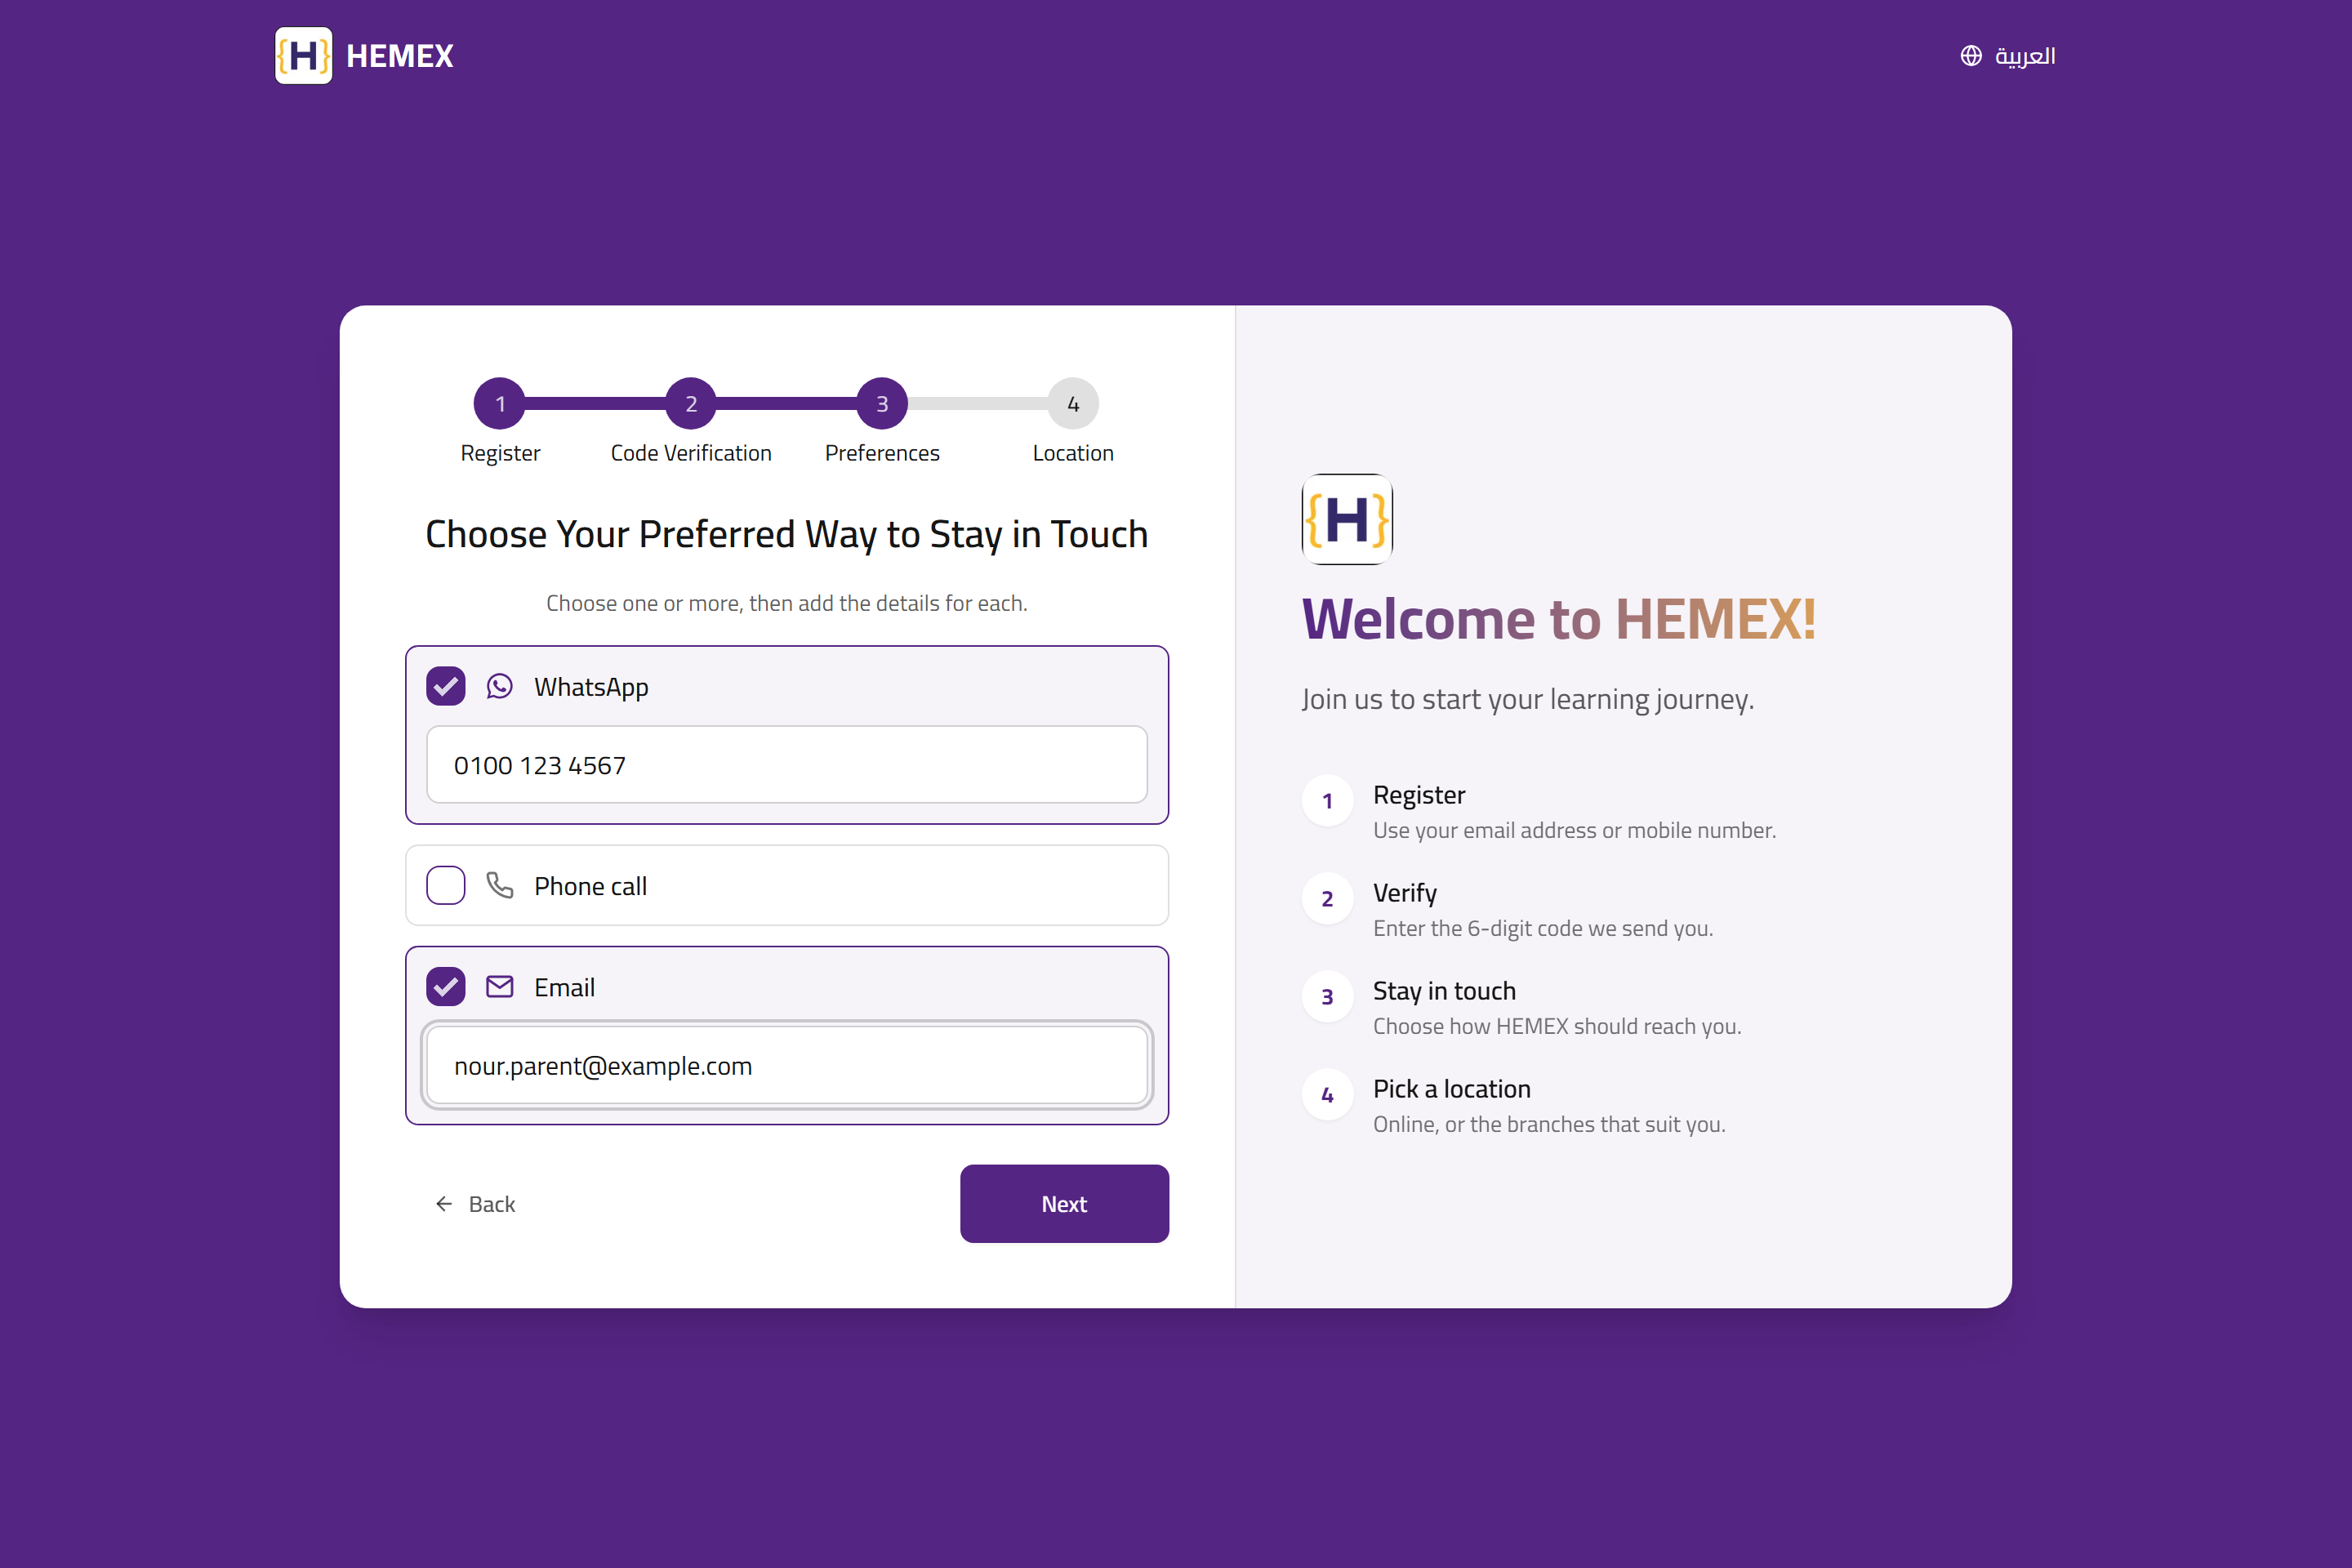 {H} HEMEX
العربية
1 2 3 4
Register Code Verification Preferences Location
Choose Your Preferred Way to Stay in Touch
Choose one or more, then add the details for each.
WhatsApp
0100 123 4567
Phone call
Email
nour.parent@example.com
Back
Next
{H}
Welcome to HEMEX!
Join us to start your learning journey.
1 Register
Use your email address or mobile number.
2 Verify
Enter the 6-digit code we send you.
3 Stay in touch
Choose how HEMEX should reach you.
4 Pick a location
Online, or the branches that suit you.